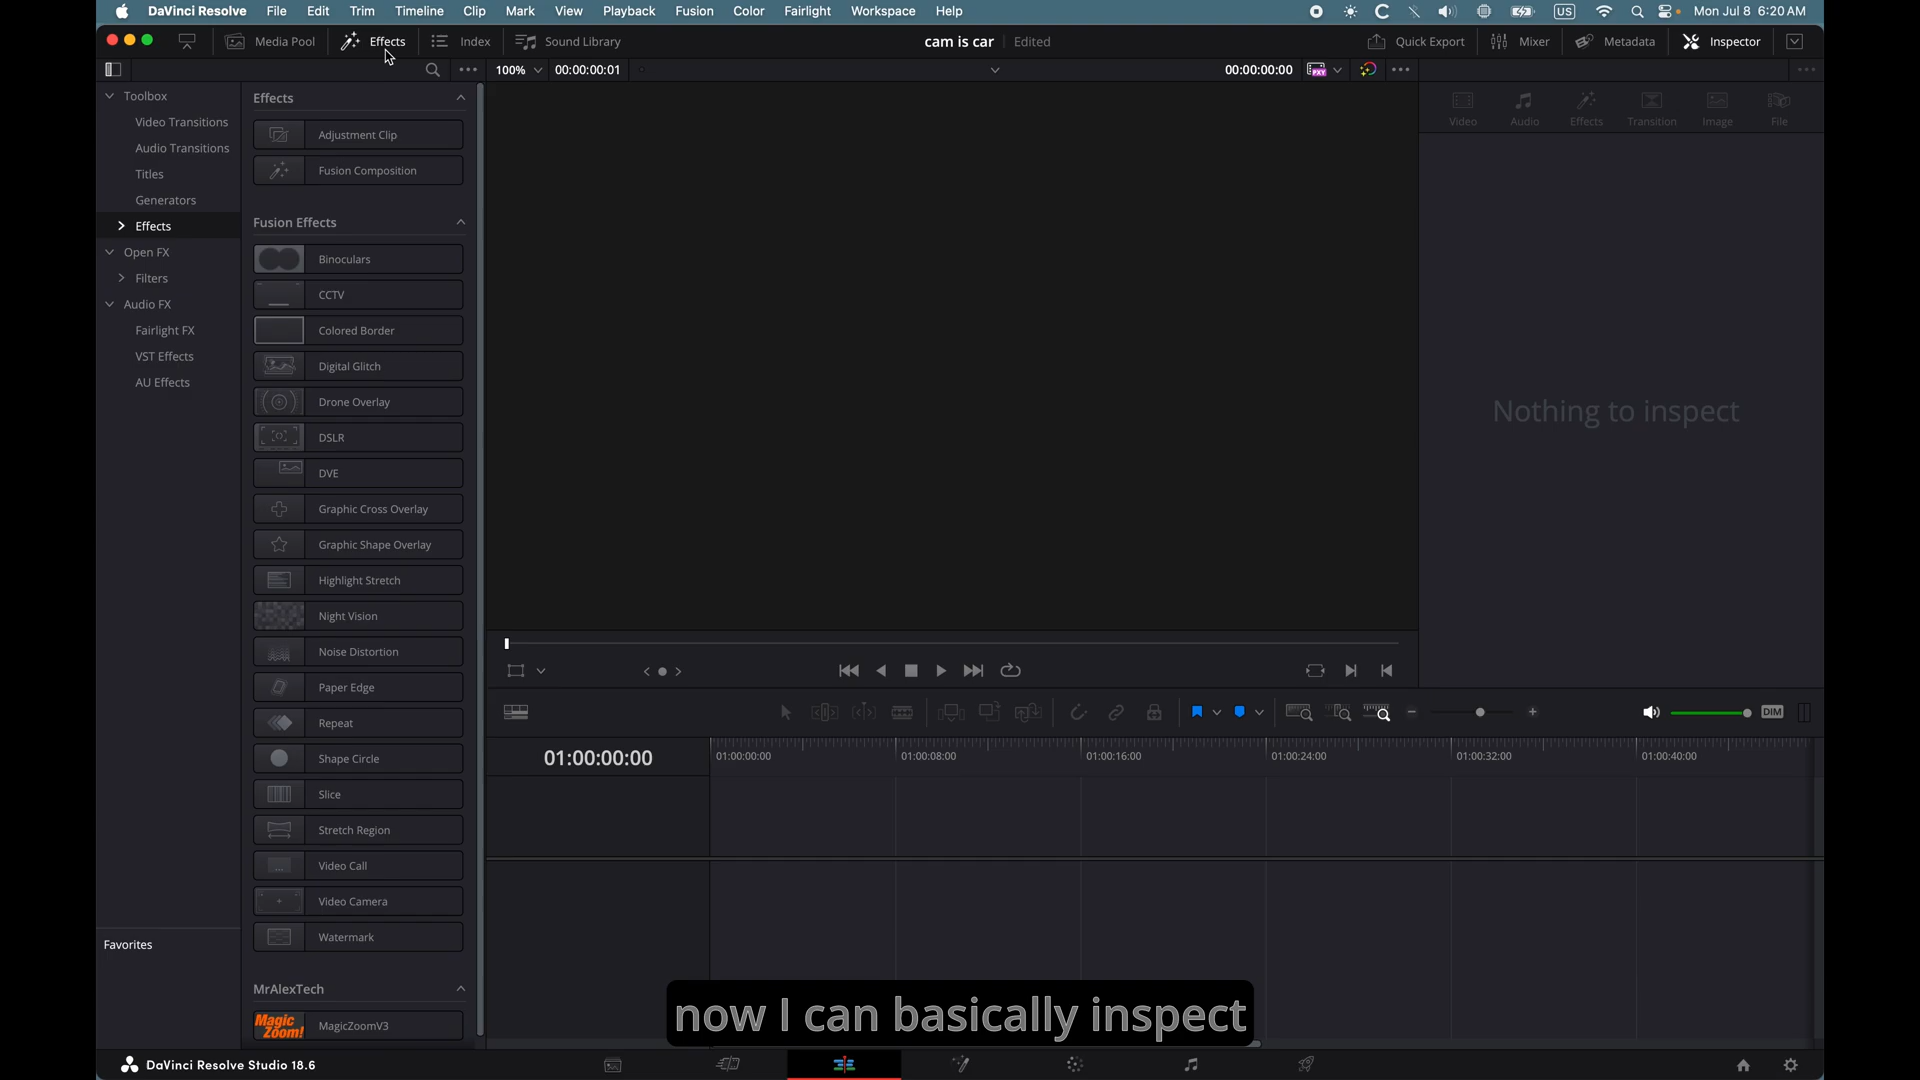 DaVinci Resolve File Edit Trim Timeline Clip Mark View Playback Fusion Color Fairlight Workspace Help US Mon Jul 8 6:20 AM
Media Pool Effects Index Sound Library cam is car Edited Quick Export Mixer Metadata Inspector
100% 00:00:00:01 00:00:00:00 PXY
Toolbox
Video Transitions
Audio Transitions
Titles
Generators
Effects
Open FX
Filters
Audio FX
Fairlight FX
VST Effects
AU Effects
Favorites
Effects
Adjustment Clip
Fusion Composition
Fusion Effects
Binoculars
CCTV
Colored Border
Digital Glitch
Drone Overlay
DSLR
DVE
Graphic Cross Overlay
Graphic Shape Overlay
Highlight Stretch
Night Vision
Noise Distortion
Paper Edge
Repeat
Shape Circle
Slice
Stretch Region
Video Call
Video Camera
Watermark
MrAlexTech
Magic Zoom! MagicZoomV3
Video Audio Effects Transition Image File
Nothing to inspect
DIM
01:00:00:00 01:00:00:00 01:00:08:00 01:00:16:00 01:00:24:00 01:00:32:00 01:00:40:00
now I can basically inspect
DaVinci Resolve Studio 18.6